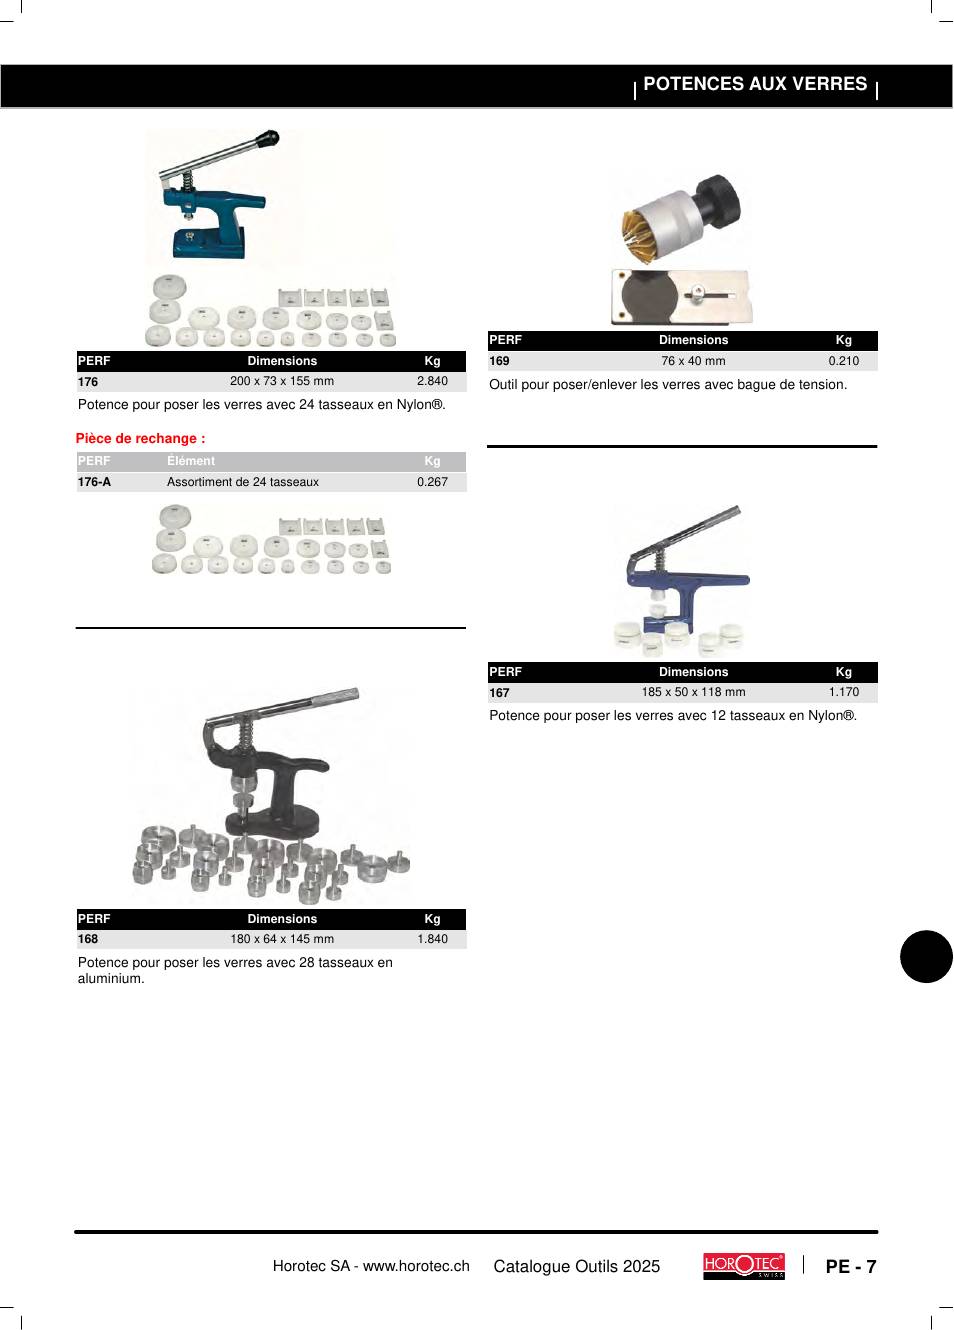 POTENCES AUX VERRES
PERF Dimensions Kg
176 200 x 73 x 155 mm 2.840
Potence pour poser les verres avec 24 tasseaux en Nylon®.
Pièce de rechange :
PERF Élément Kg
176-A Assortiment de 24 tasseaux 0.267
PERF Dimensions Kg
168 180 x 64 x 145 mm 1.840
Potence pour poser les verres avec 28 tasseaux en
aluminium.
PERF Dimensions Kg
169 76 x 40 mm 0.210
Outil pour poser/enlever les verres avec bague de tension.
PERF Dimensions Kg
167 185 x 50 x 118 mm 1.170
Potence pour poser les verres avec 12 tasseaux en Nylon®.
Horotec SA - www.horotec.ch Catalogue Outils 2025 HOROTEC SWISS PE - 7